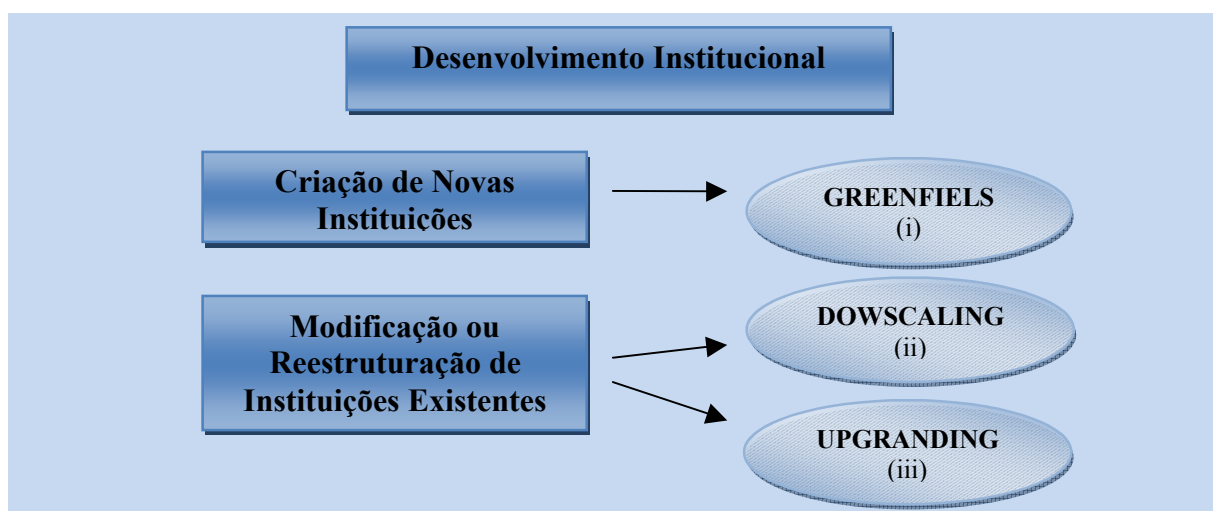 Desenvolvimento Institucional
Criação de Novas
Instituições
GREENFIELS
(i)
Modificação ou
Reestruturação de
Instituições Existentes
DOWSCALING
(ii)
UPGRANDING
(iii)